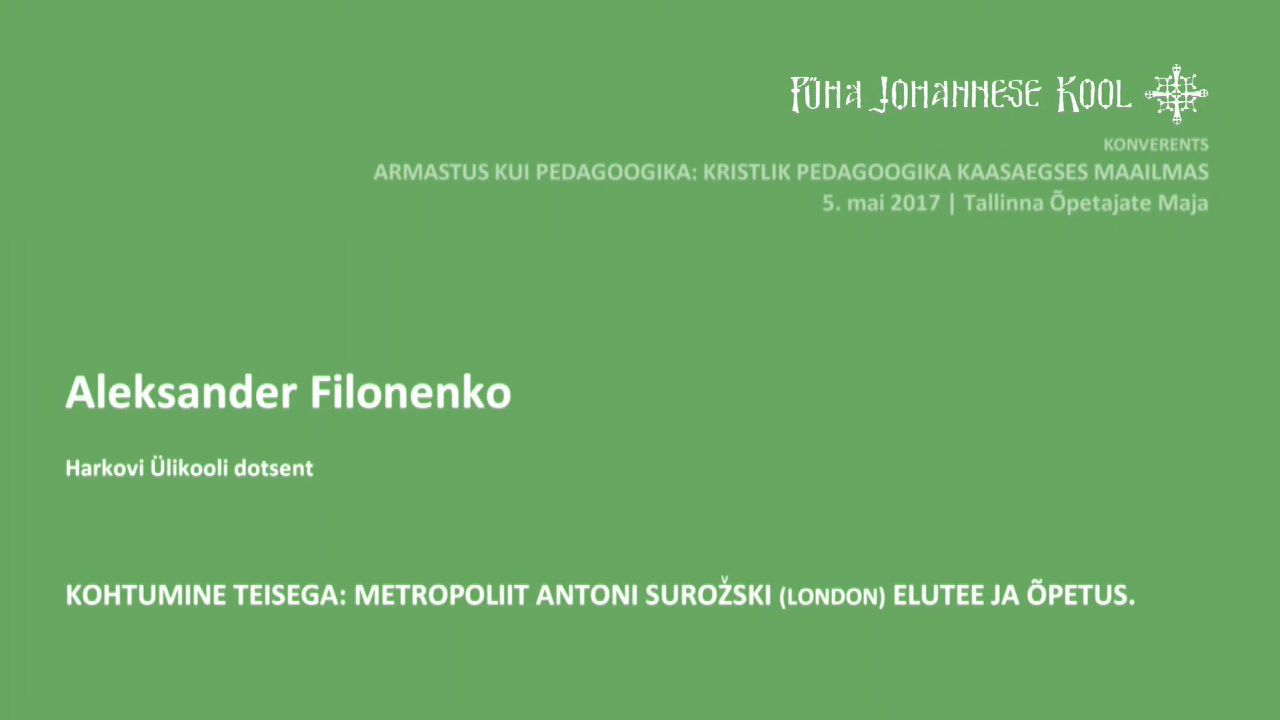 Püha Johannese Kool
KONVERENTS
ARMASTUS KUI PEDAGOOGIKA: KRISTLIK PEDAGOOGIKA KAASAEGSES MAAILMAS
5. mai 2017 | Tallinna Õpetajate Maja
Aleksander Filonenko
Harkovi Ülikooli dotsent
KOHTUMINE TEISEGA: METROPOLIIT ANTONI SUROŽSKI (LONDON) ELUTEE JA ÕPETUS.